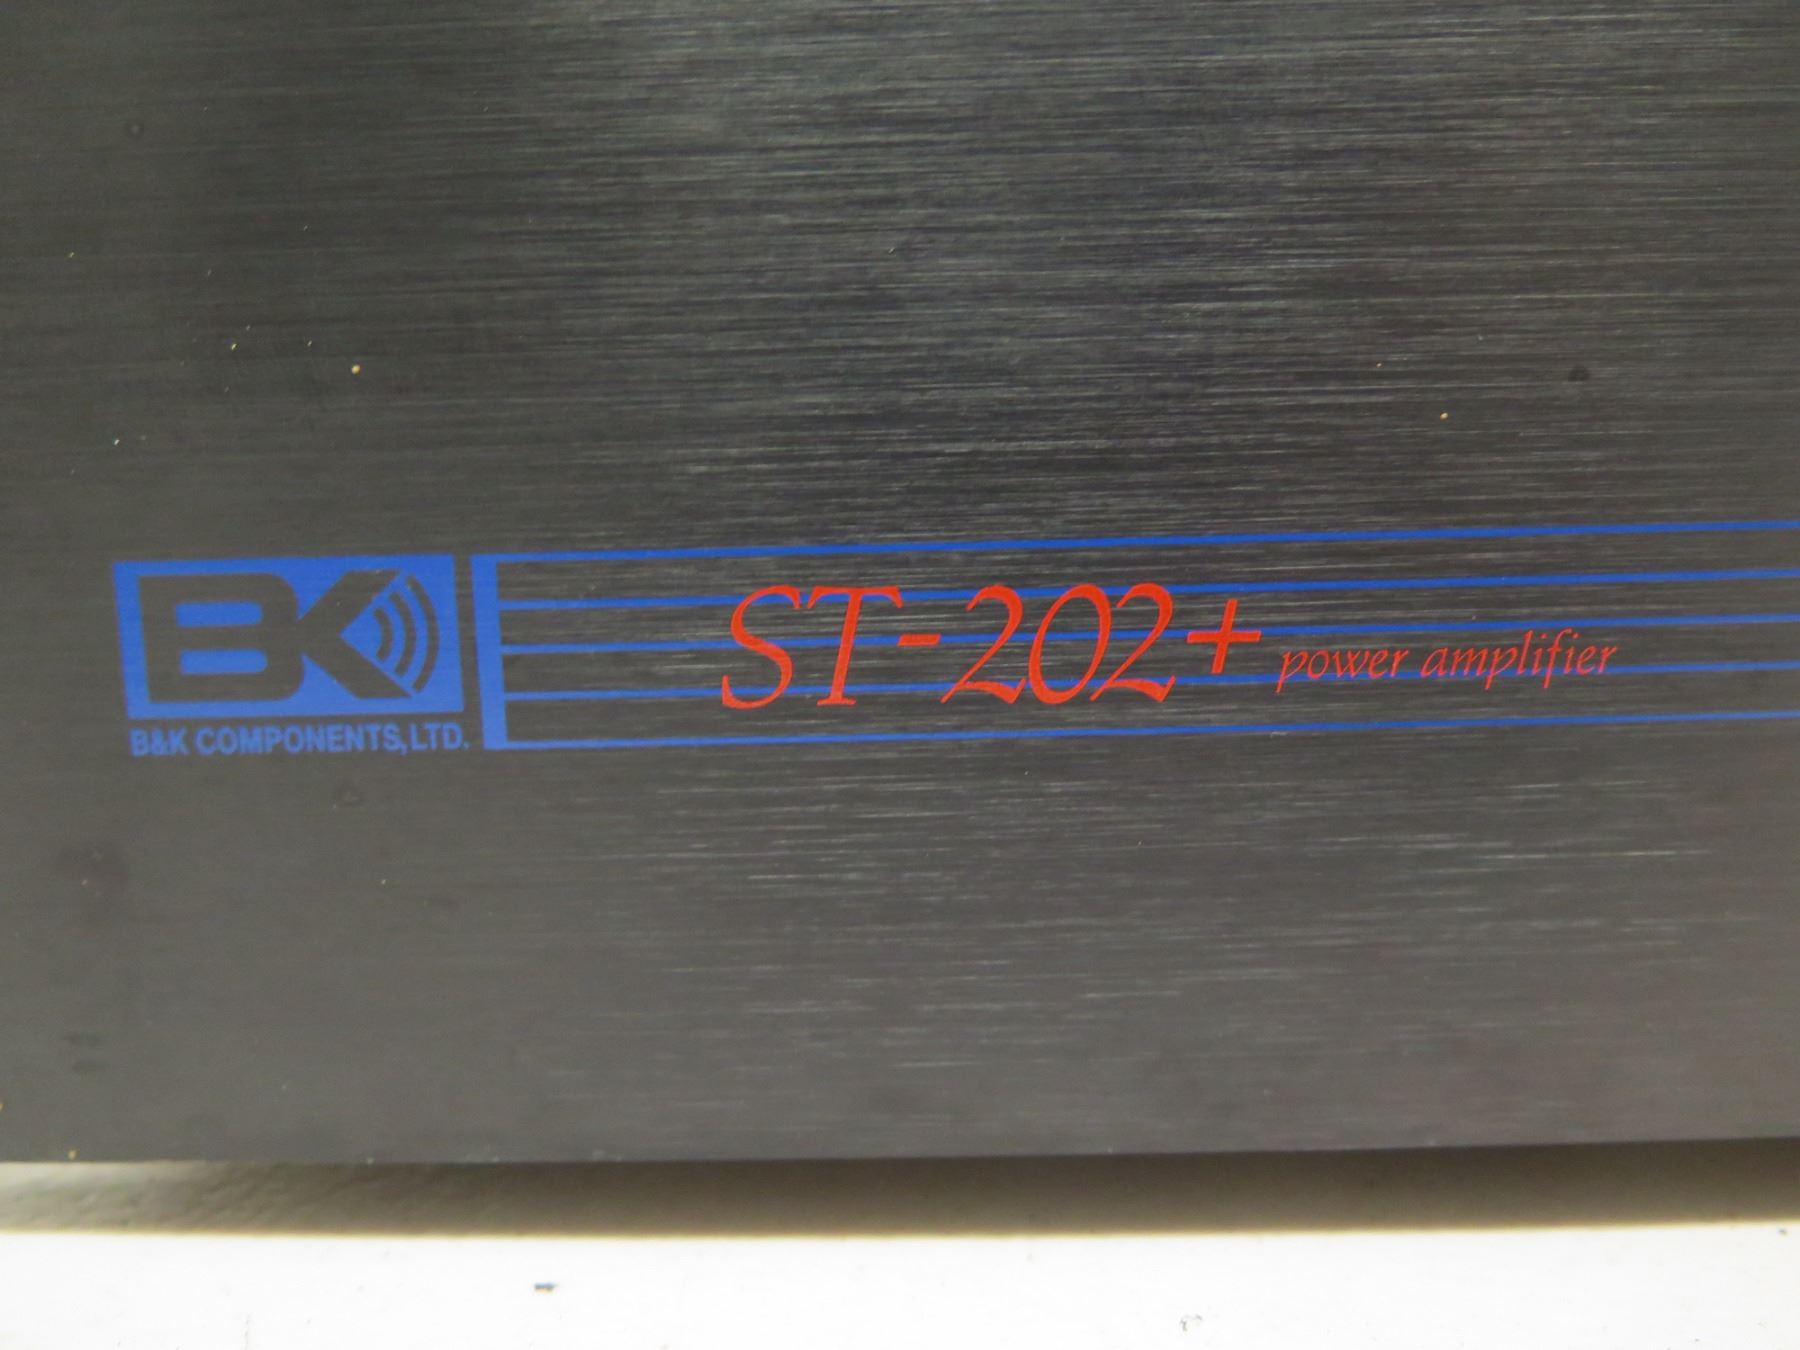 BK
B&K COMPONENTS, LTD.
ST-202+ power amplifier